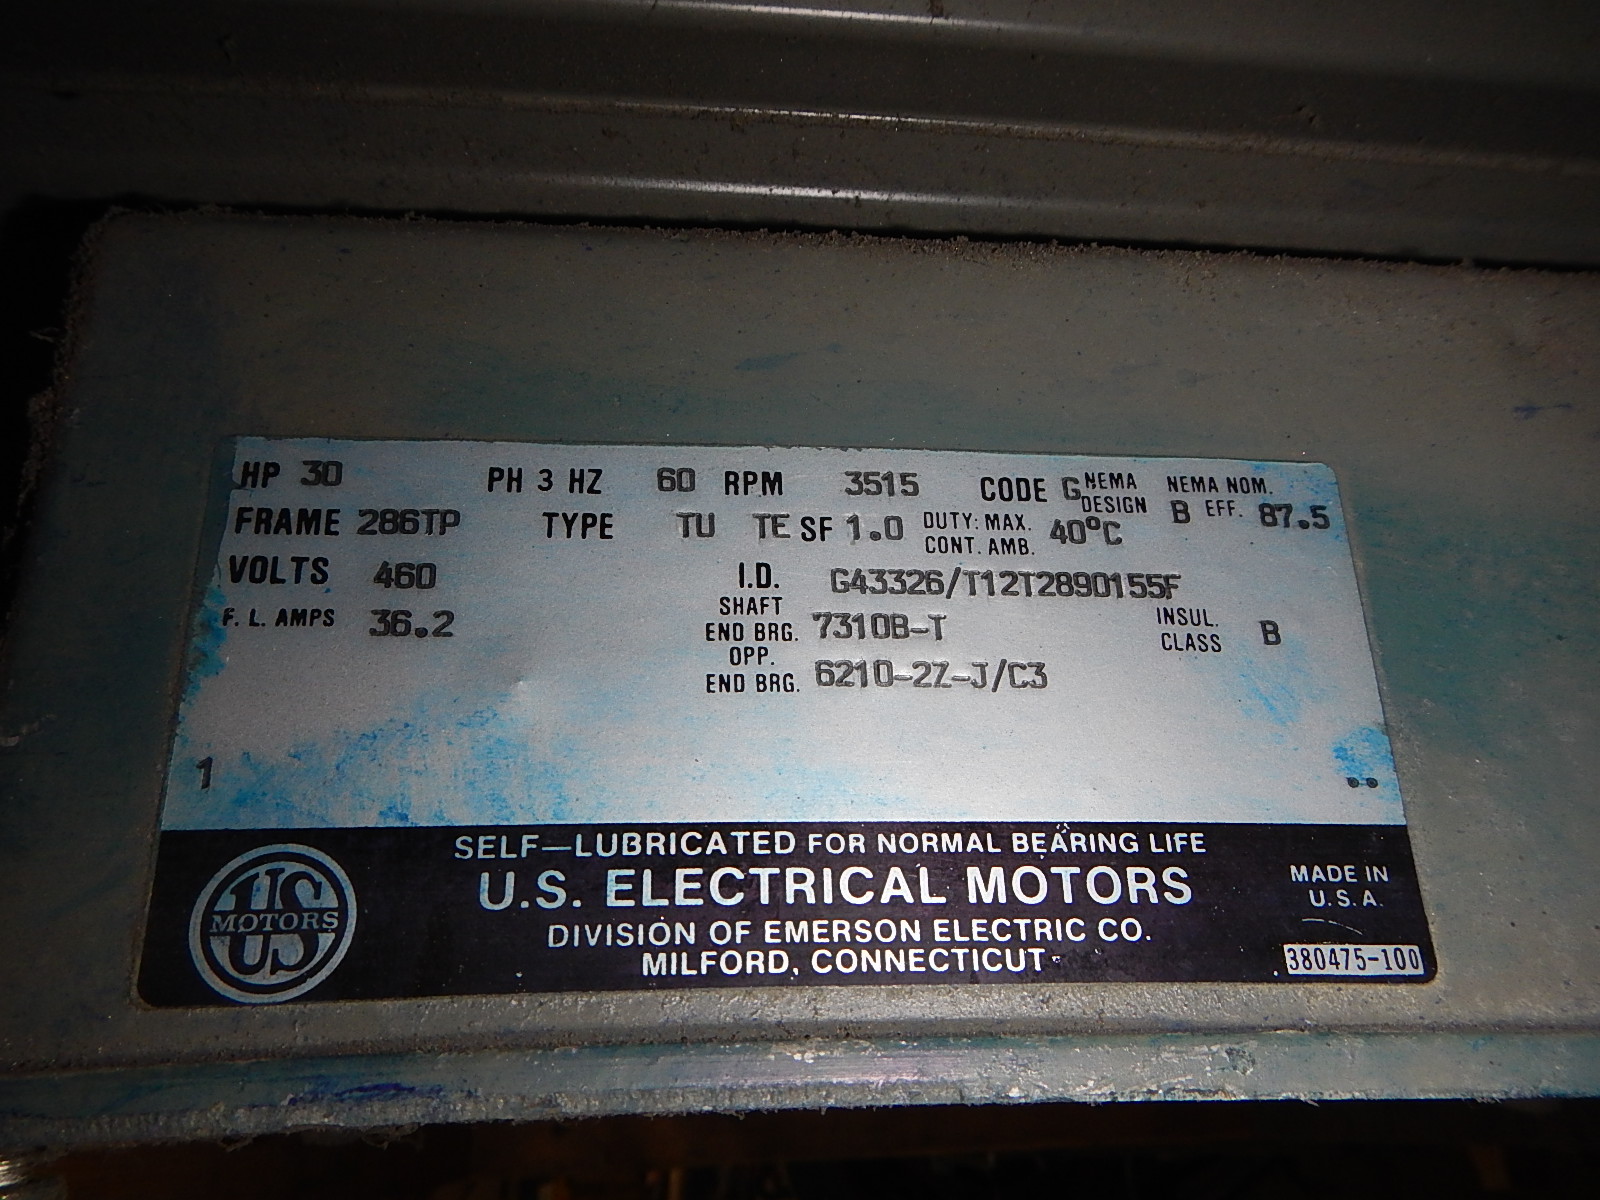 HP 30 PH 3 HZ 60 RPM 3515 CODE G NEMA DESIGN B NEMA NOM. EFF. 87.5
FRAME 286TP TYPE TU TE SF 1.0 DUTY: MAX. CONT. AMB. 40°C
VOLTS 460 I.D. G43326/T12T2890155F
F. L. AMPS 36.2 SHAFT END BRG. 7310B-T INSUL. CLASS B
OPP. END BRG. 6210-2Z-J/C3
1
SELF-LUBRICATED FOR NORMAL BEARING LIFE
U.S. ELECTRICAL MOTORS
DIVISION OF EMERSON ELECTRIC CO.
MILFORD, CONNECTICUT
US MOTORS
MADE IN
U.S.A.
380475-100